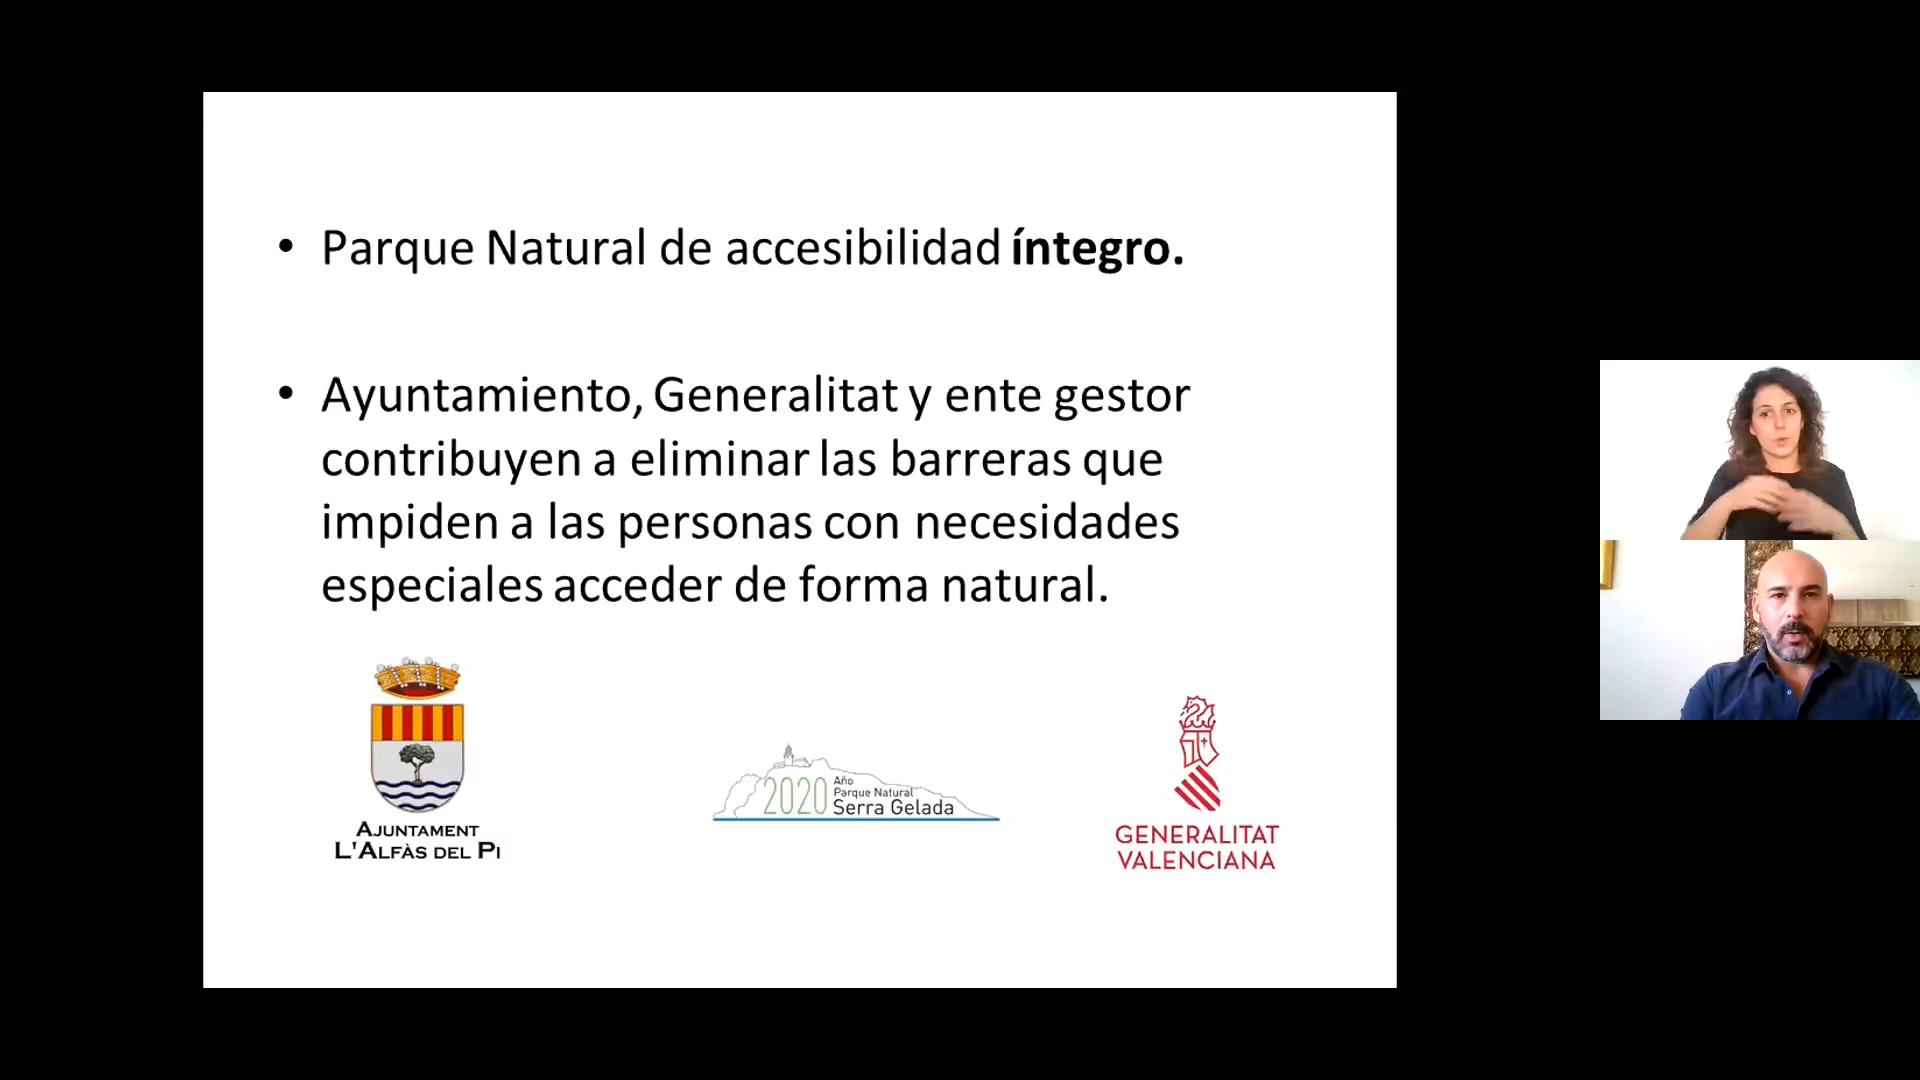 • Parque Natural de accesibilidad íntegro.
• Ayuntamiento, Generalitat y ente gestor
contribuyen a eliminar las barreras que
impiden a las personas con necesidades
especiales acceder de forma natural.
AJUNTAMENT
L'ALFÀS DEL PI
2020
Año
Parque Natural
Serra Gelada
GENERALITAT
VALENCIANA